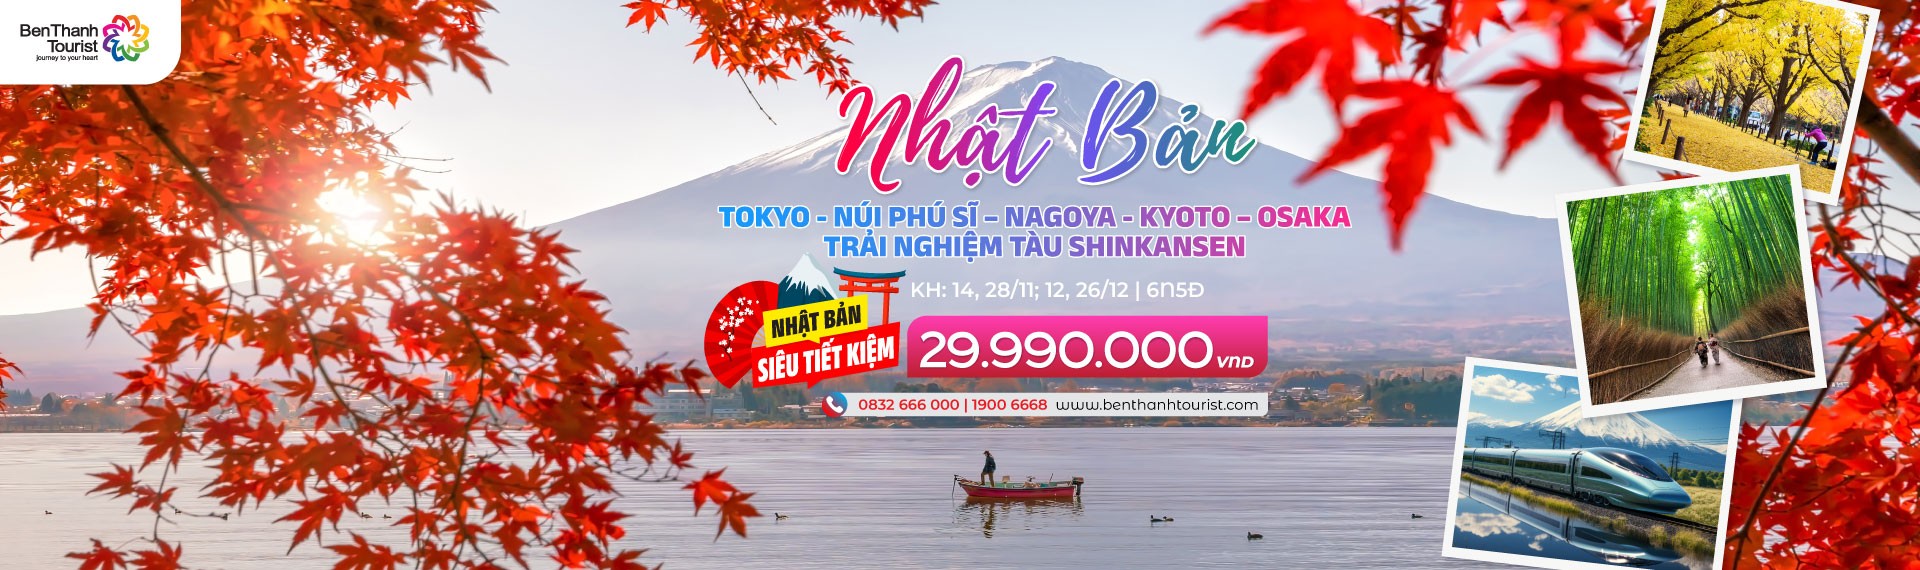 BenThanh
Tourist
journey to your heart
Nhật Bản
TOKYO - NÚI PHÚ SĨ – NAGOYA - KYOTO – OSAKA
TRẢI NGHIỆM TÀU SHINKANSEN
KH: 14, 28/11; 12, 26/12 | 6N5Đ
NHẬT BẢN
SIÊU TIẾT KIỆM
29.990.000 VND
0832 666 000 | 1900 6668 www.benthanhtourist.com